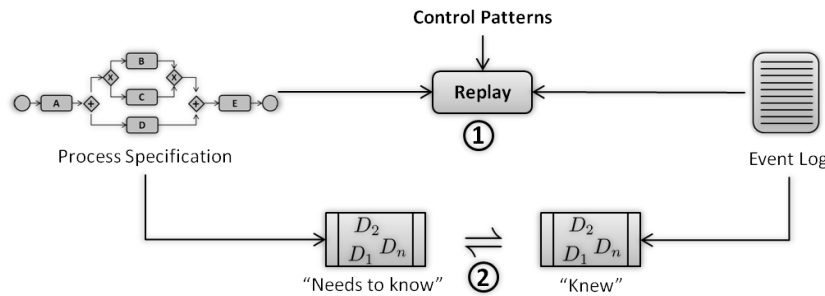 Control Patterns
B
A + X X + E
C
D
Replay
1
Process Specification
Event Log
D2
D1 Dn
D2
D1 Dn
2
"Needs to know"
"Knew"